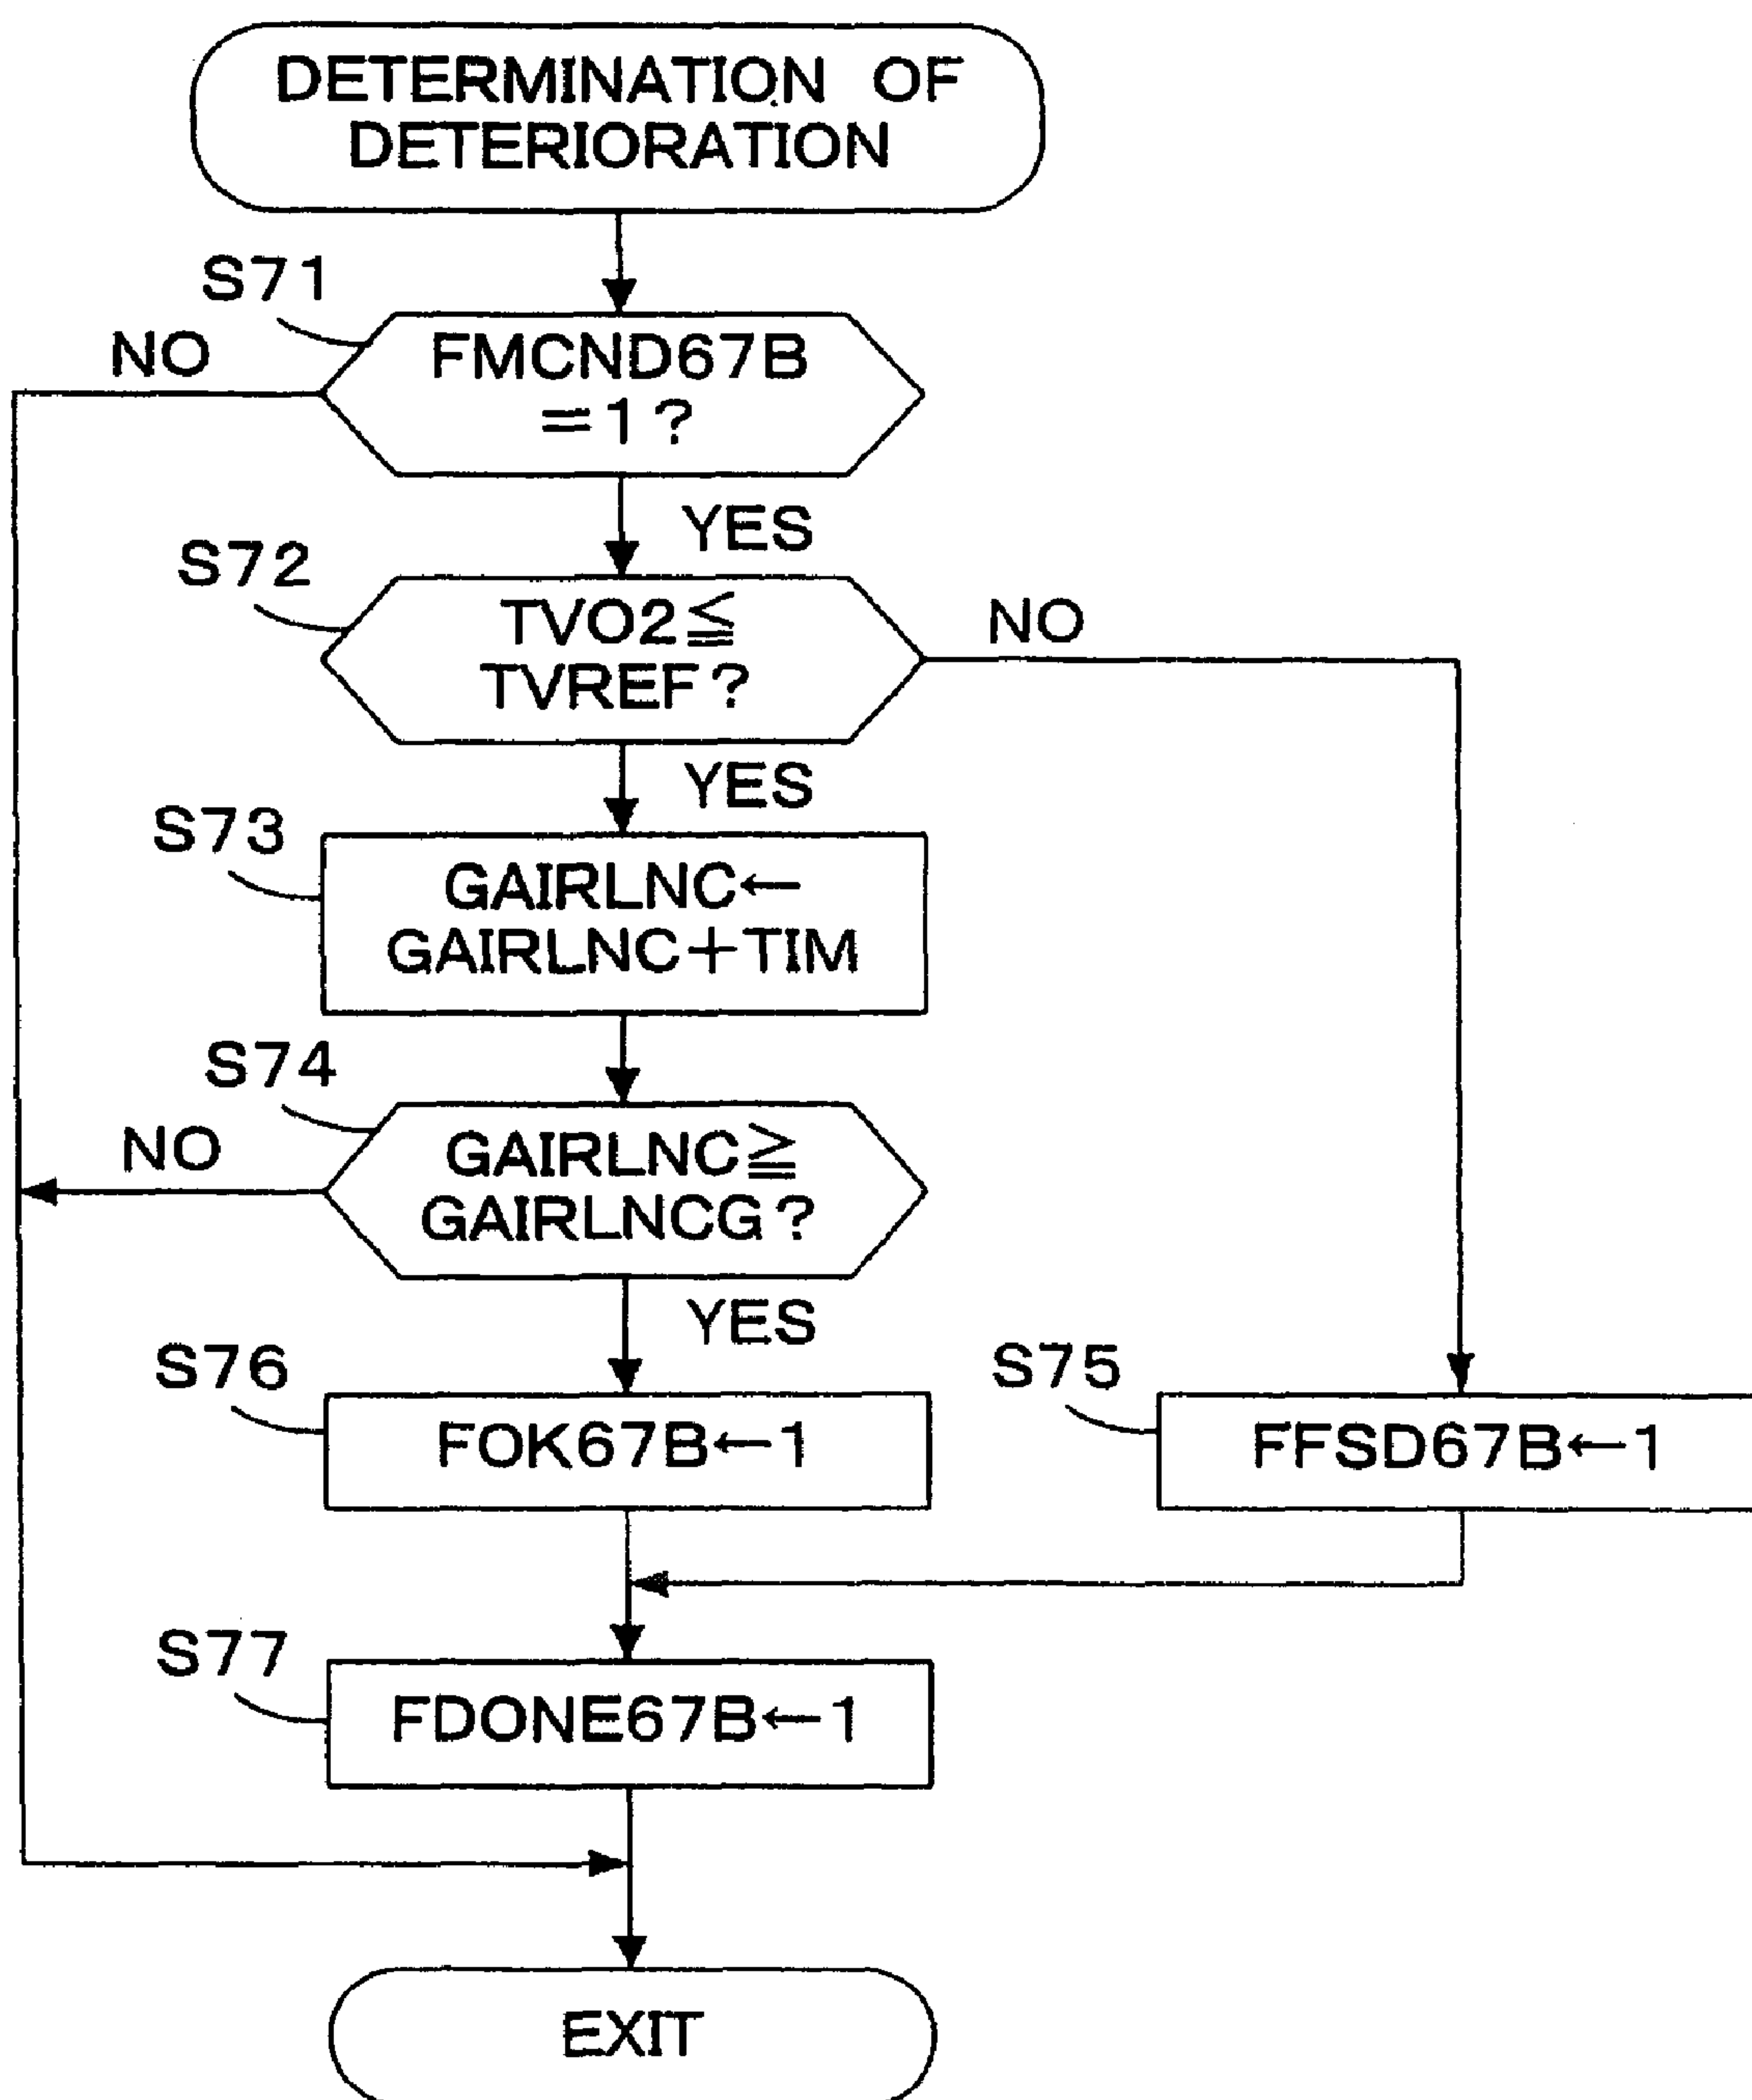 DETERMINATION OF
DETERIORATION
S71
NO
FMCND67B
=1?
YES
S72
TVO2≦
TVREF?
NO
YES
S73
GAIRLNC←
GAIRLNC+TIM
S74
NO
GAIRLNC≧
GAIRLNCG?
YES
S76
FOK67B←1
S75
FFSD67B←1
S77
FDONE67B←1
EXIT